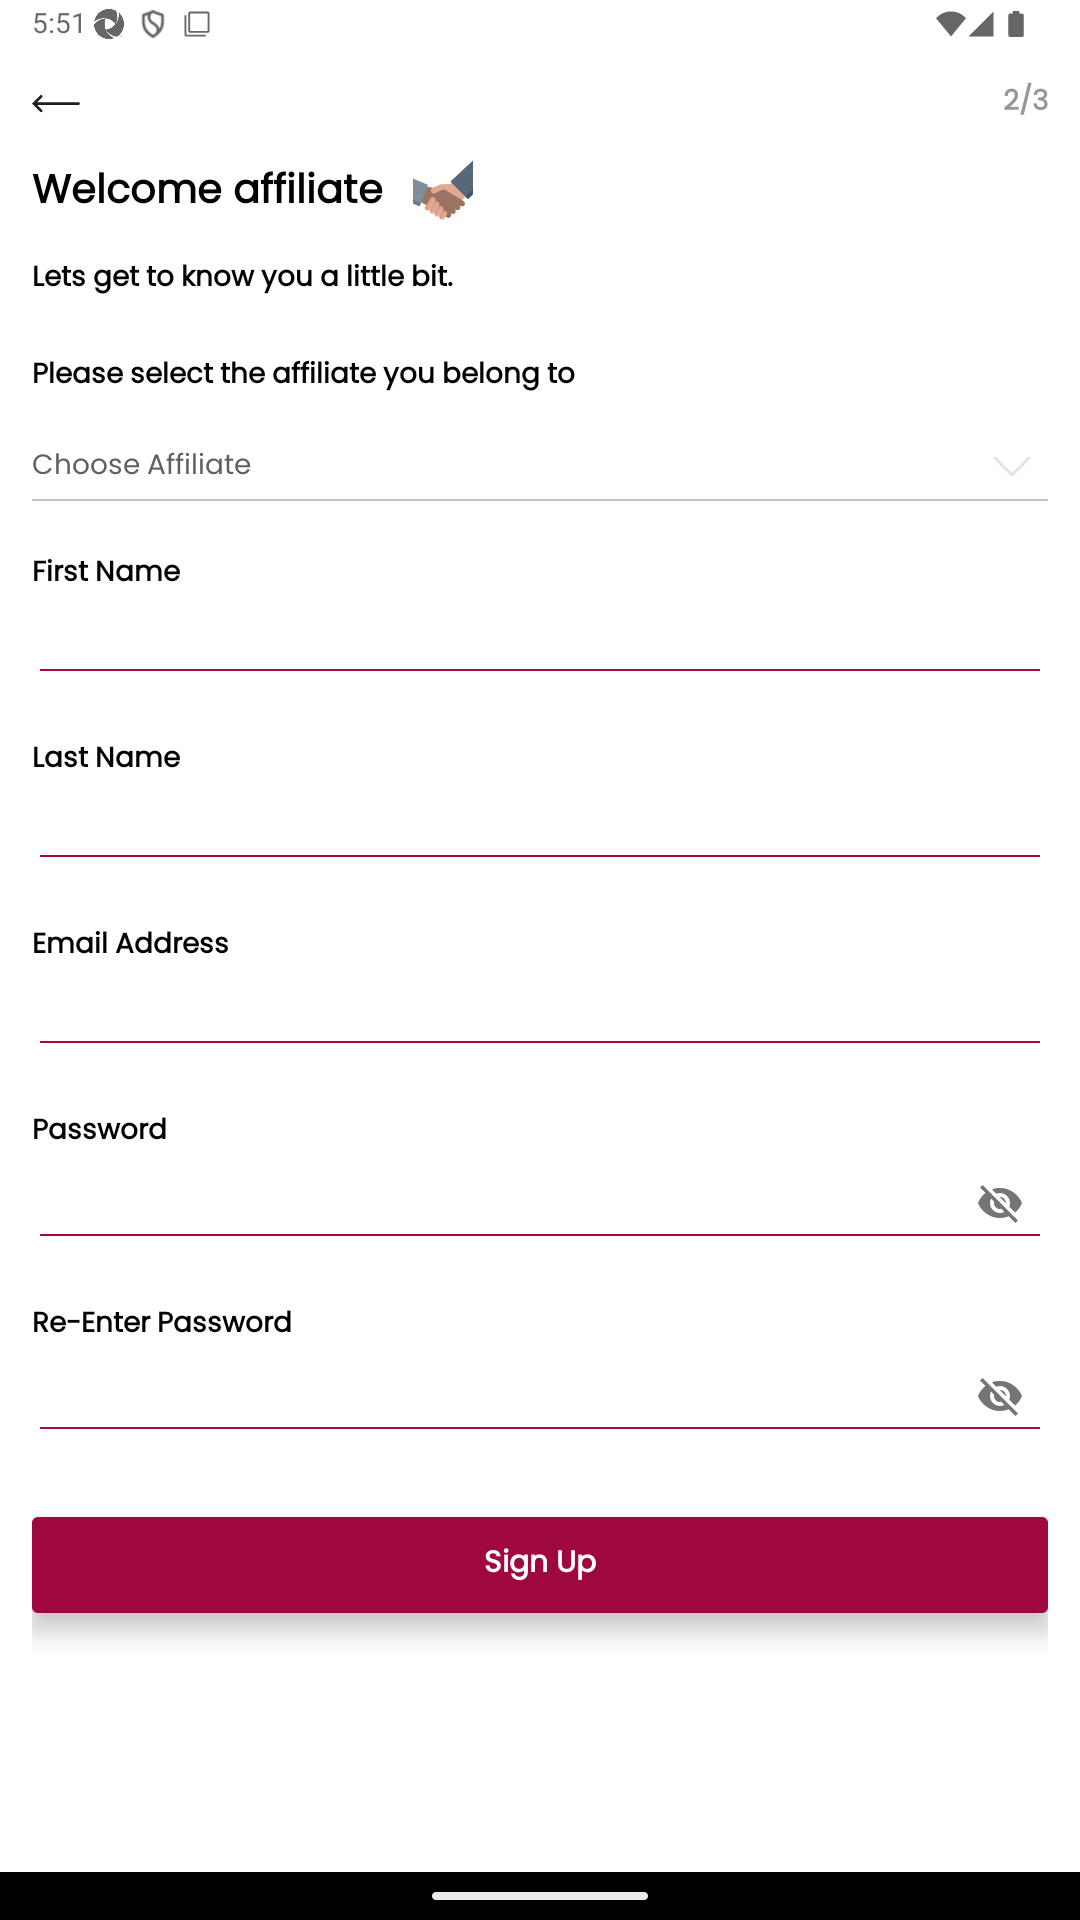 5:51
2/3
Welcome affiliate
Lets get to know you a little bit.
Please select the affiliate you belong to
Choose Affiliate
First Name
Last Name
Email Address
Password
Re-Enter Password
Sign Up